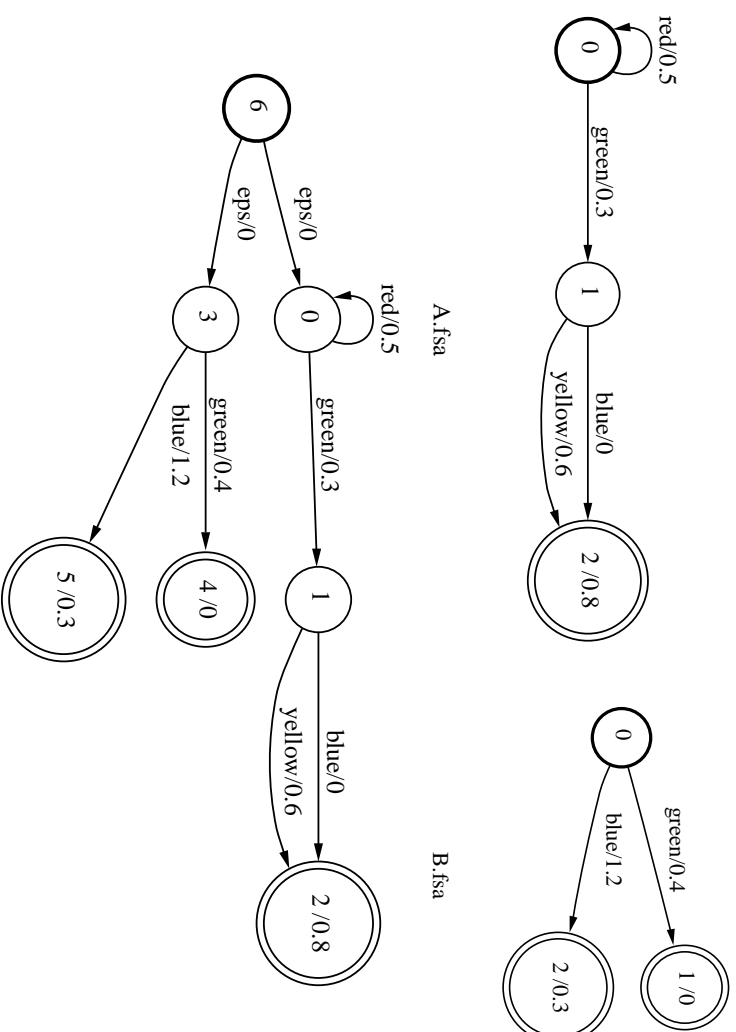 red/0.5
0
green/0.3
1
blue/0
yellow/0.6
2 /0.8
0
green/0.4
1 /0
blue/1.2
2 /0.3
A.fsa
B.fsa
6
eps/0
eps/0
red/0.5
0
green/0.3
1
blue/0
yellow/0.6
2 /0.8
3
green/0.4
4 /0
blue/1.2
5 /0.3